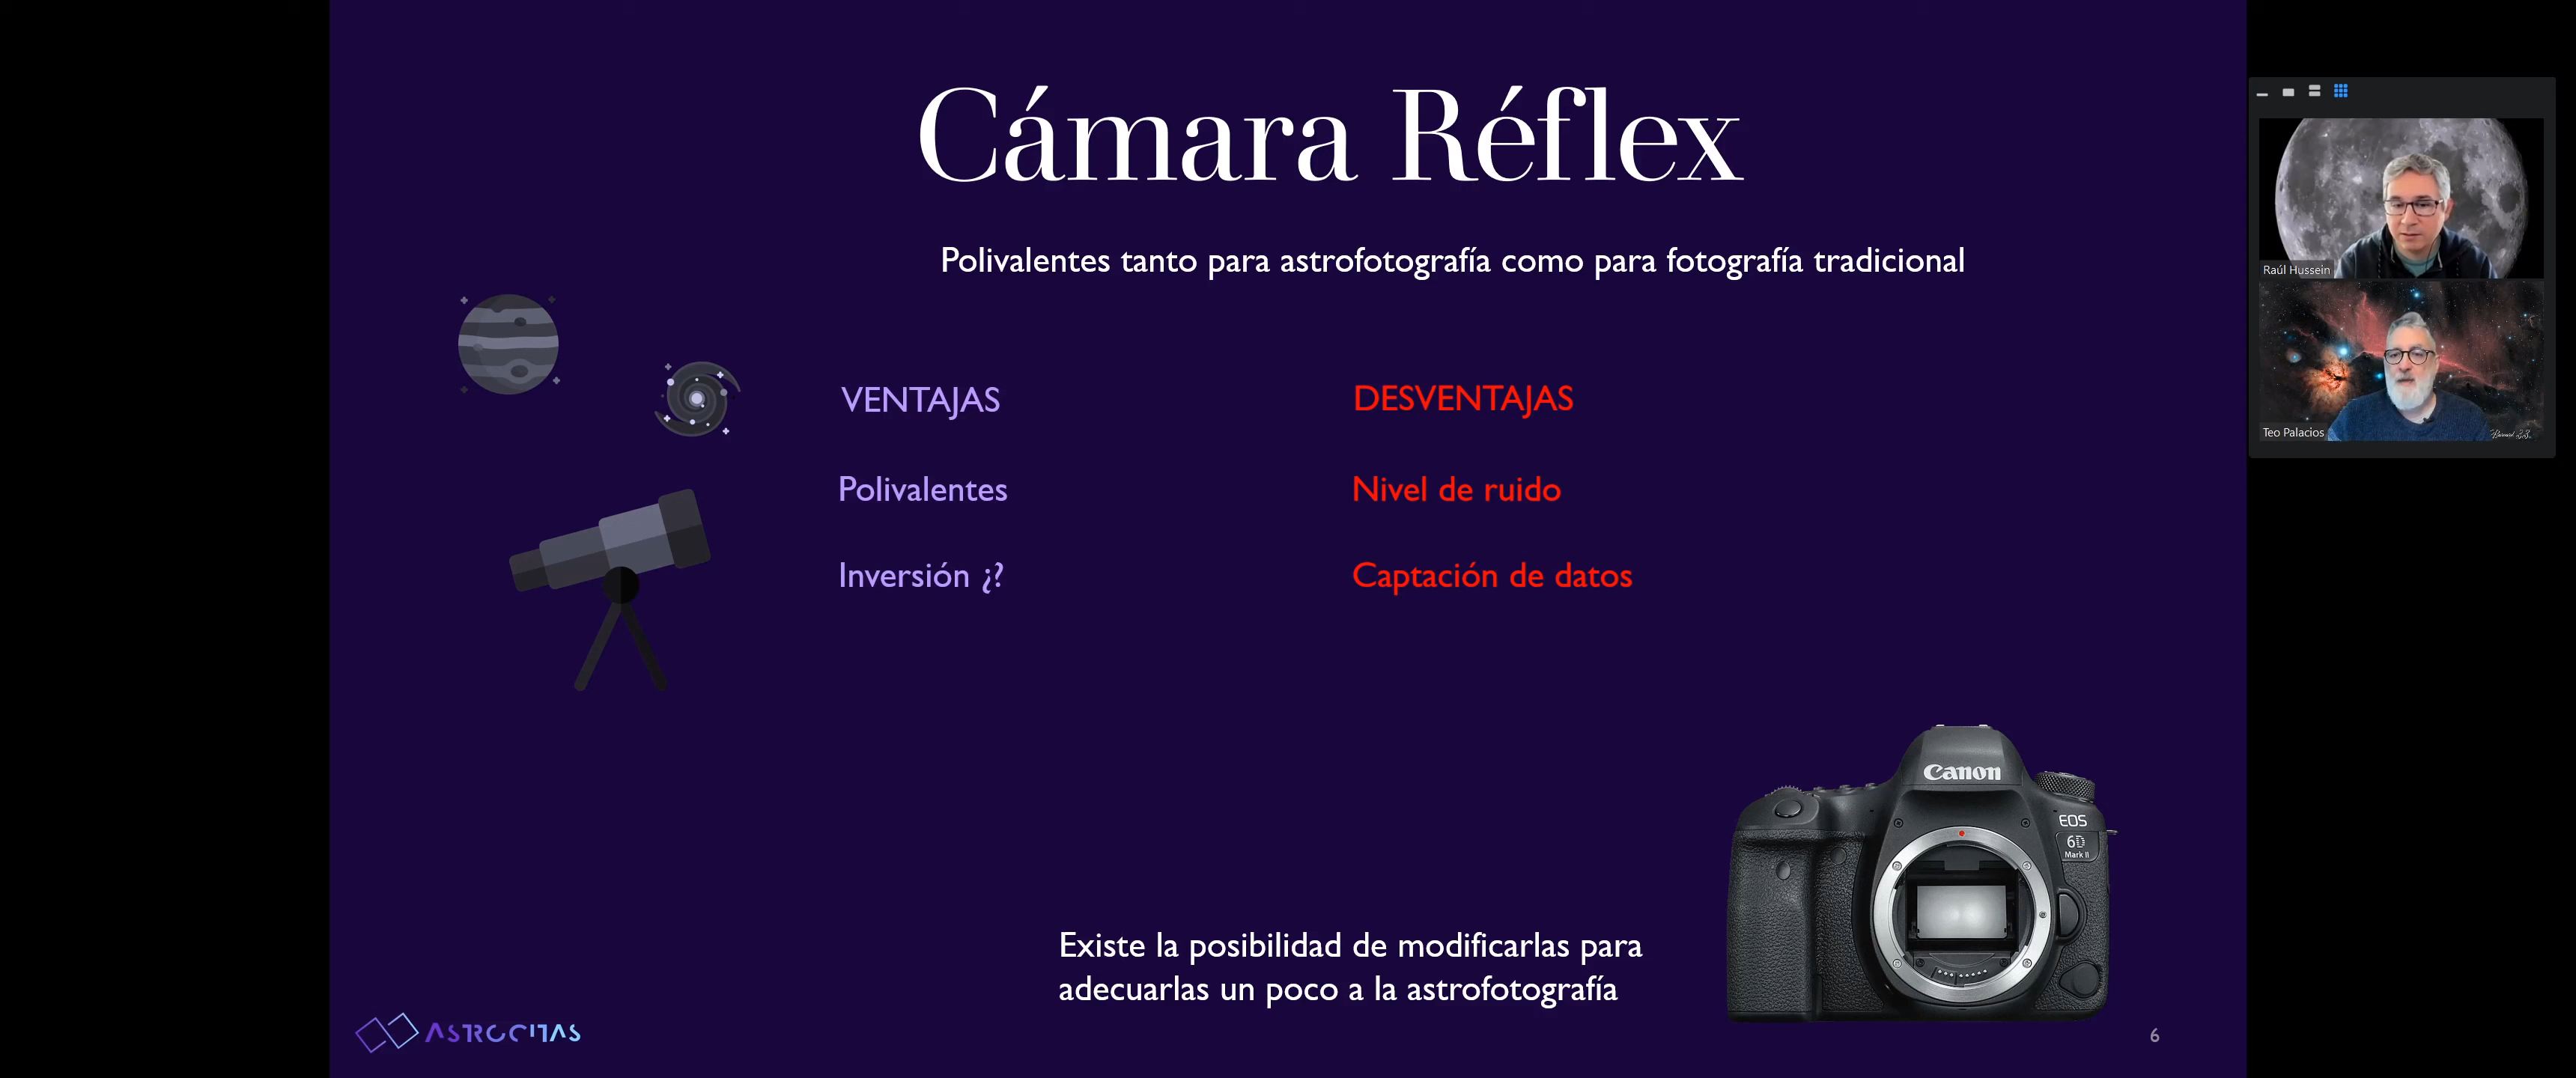 Cámara Réflex
Polivalentes tanto para astrofotografía como para fotografía tradicional
VENTAJAS
DESVENTAJAS
Polivalentes
Nivel de ruido
Inversión ¿?
Captación de datos
Existe la posibilidad de modificarlas para
adecuarlas un poco a la astrofotografía
Canon
EOS
6D
Mark II
ASTROCITAS
6
Raúl Hussein
Teo Palacios